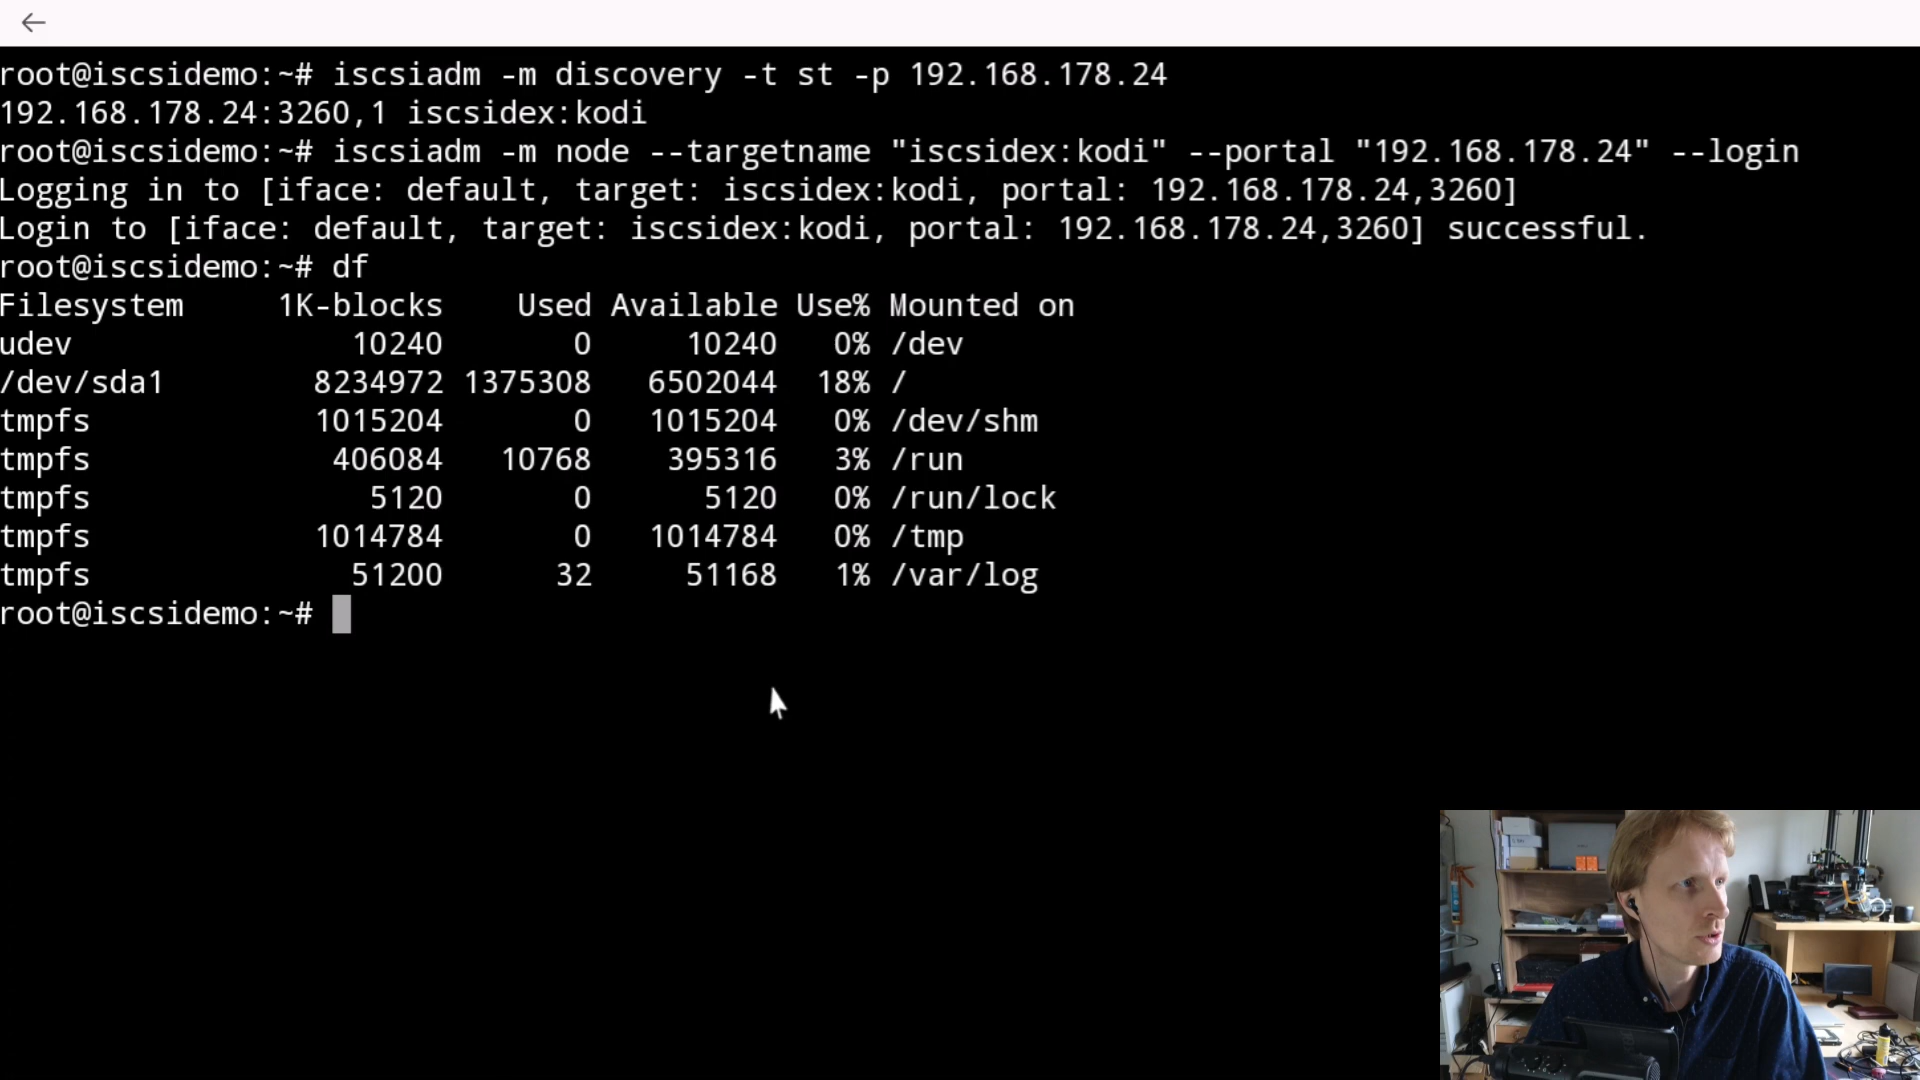 root@iscsidemo:~# iscsiadm -m discovery -t st -p 192.168.178.24
192.168.178.24:3260,1 iscsidex:kodi
root@iscsidemo:~# iscsiadm -m node --targetname "iscsidex:kodi" --portal "192.168.178.24" --login
Logging in to [iface: default, target: iscsidex:kodi, portal: 192.168.178.24,3260]
Login to [iface: default, target: iscsidex:kodi, portal: 192.168.178.24,3260] successful.
root@iscsidemo:~# df
Filesystem 1K-blocks Used Available Use% Mounted on
udev 10240 0 10240 0% /dev
/dev/sda1 8234972 1375308 6502044 18% /
tmpfs 1015204 0 1015204 0% /dev/shm
tmpfs 406084 10768 395316 3% /run
tmpfs 5120 0 5120 0% /run/lock
tmpfs 1014784 0 1014784 0% /tmp
tmpfs 51200 32 51168 1% /var/log
root@iscsidemo:~#